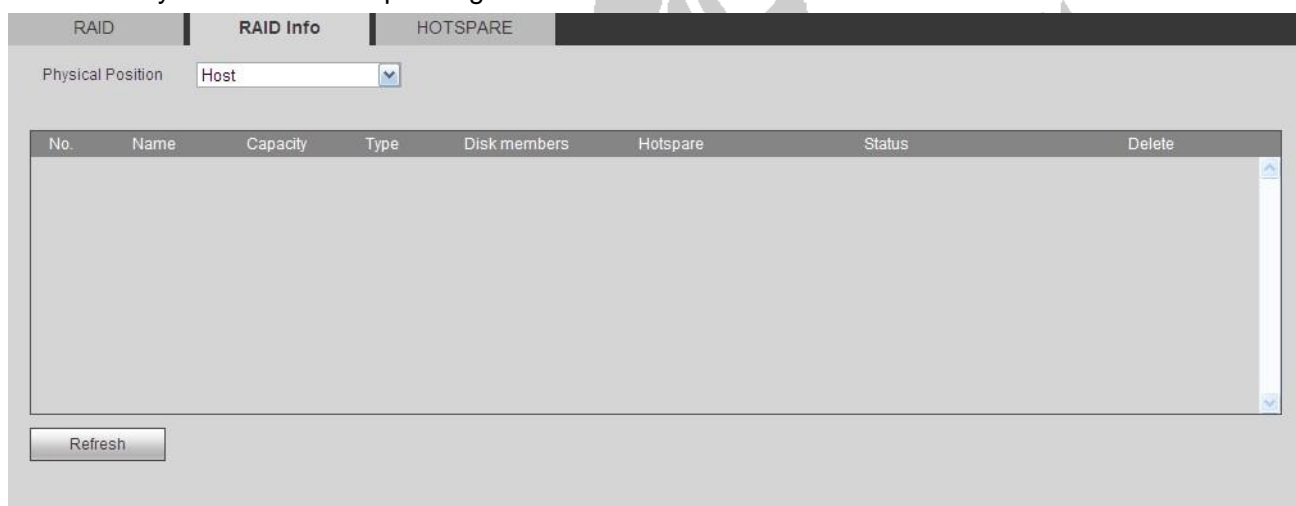 RAID RAID Info HOTSPARE
Physical Position Host
No. Name Capacity Type Disk members Hotspare Status Delete
Refresh